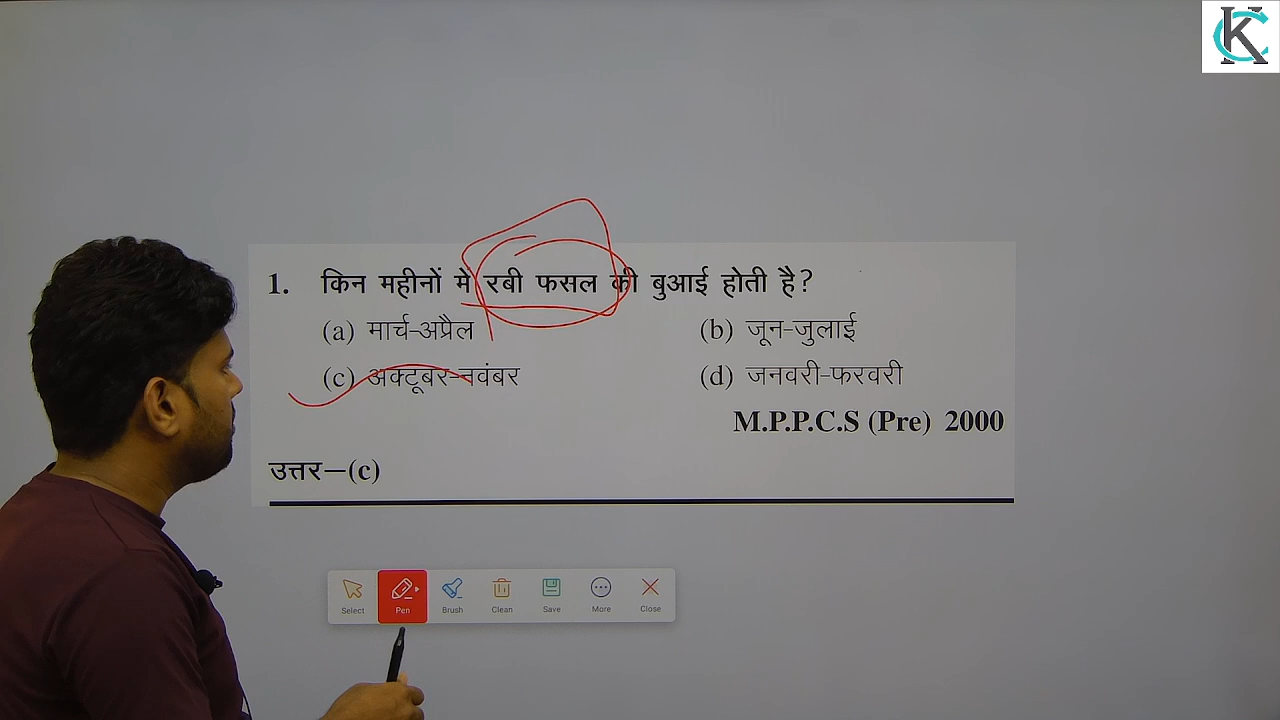 KC
1. किन महीनों में रबी फसल की बुआई होती है?
(a) मार्च-अप्रैल (b) जून-जुलाई
(c) अक्टूबर-नवंबर (d) जनवरी-फरवरी
M.P.P.C.S (Pre) 2000
उत्तर–(c)
Select Pen Brush Clean Save More Close